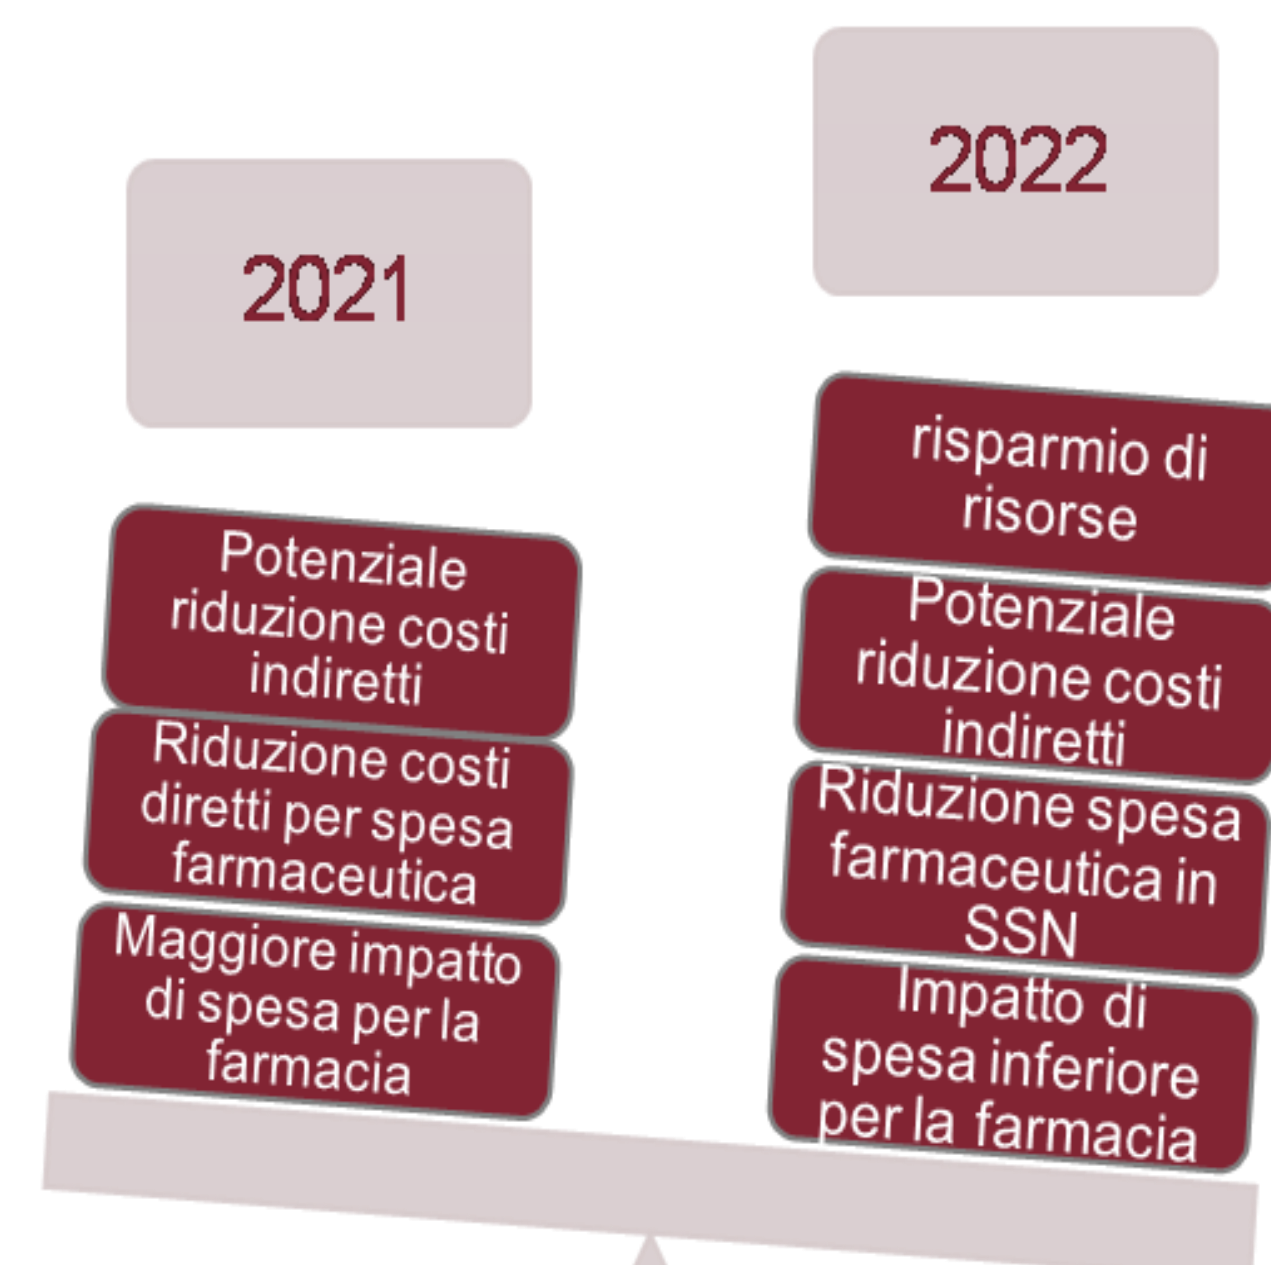 2021
Potenziale
riduzione costi
indiretti
Riduzione costi
diretti per spesa
farmaceutica
Maggiore impatto
di spesa per la
farmacia
2022
risparmio di
risorse
Potenziale
riduzione costi
indiretti
Riduzione spesa
farmaceutica in
SSN
Impatto di
spesa inferiore
per la farmacia